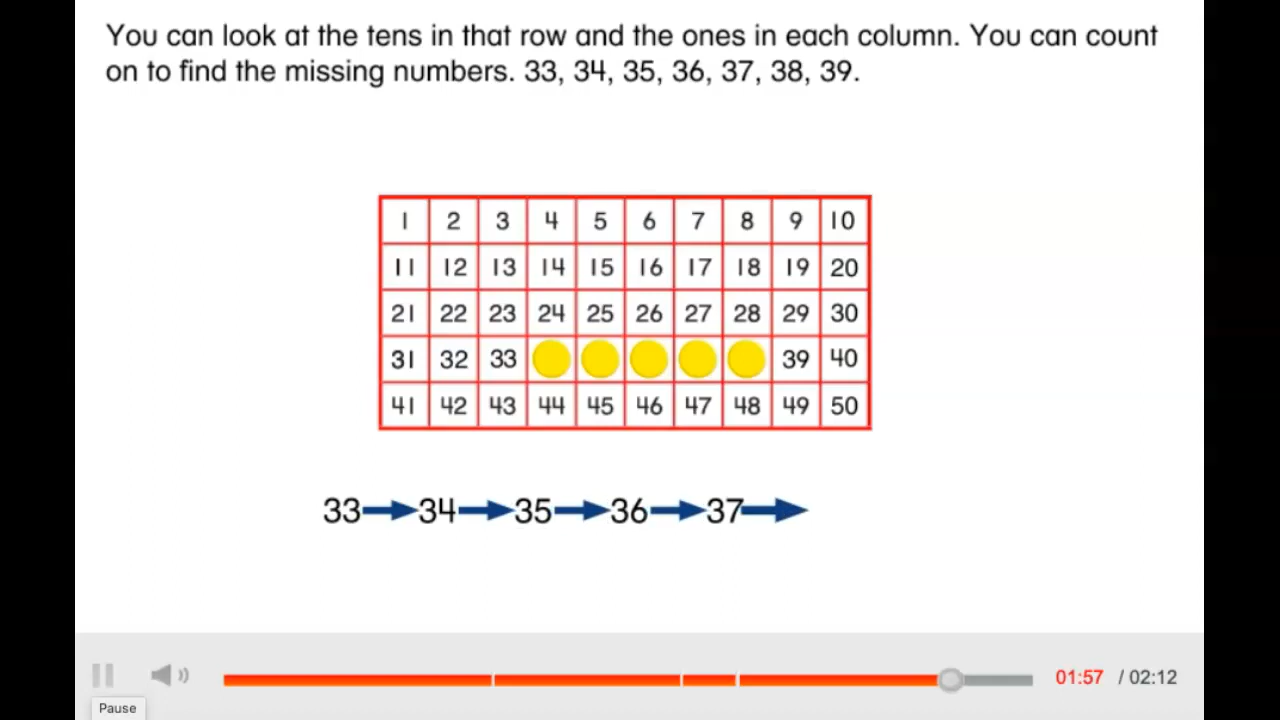 You can look at the tens in that row and the ones in each column. You can count
on to find the missing numbers. 33, 34, 35, 36, 37, 38, 39.
1 2 3 4 5 6 7 8 9 10
11 12 13 14 15 16 17 18 19 20
21 22 23 24 25 26 27 28 29 30
31 32 33 39 40
41 42 43 44 45 46 47 48 49 50
33 34 35 36 37
01:57 / 02:12
Pause